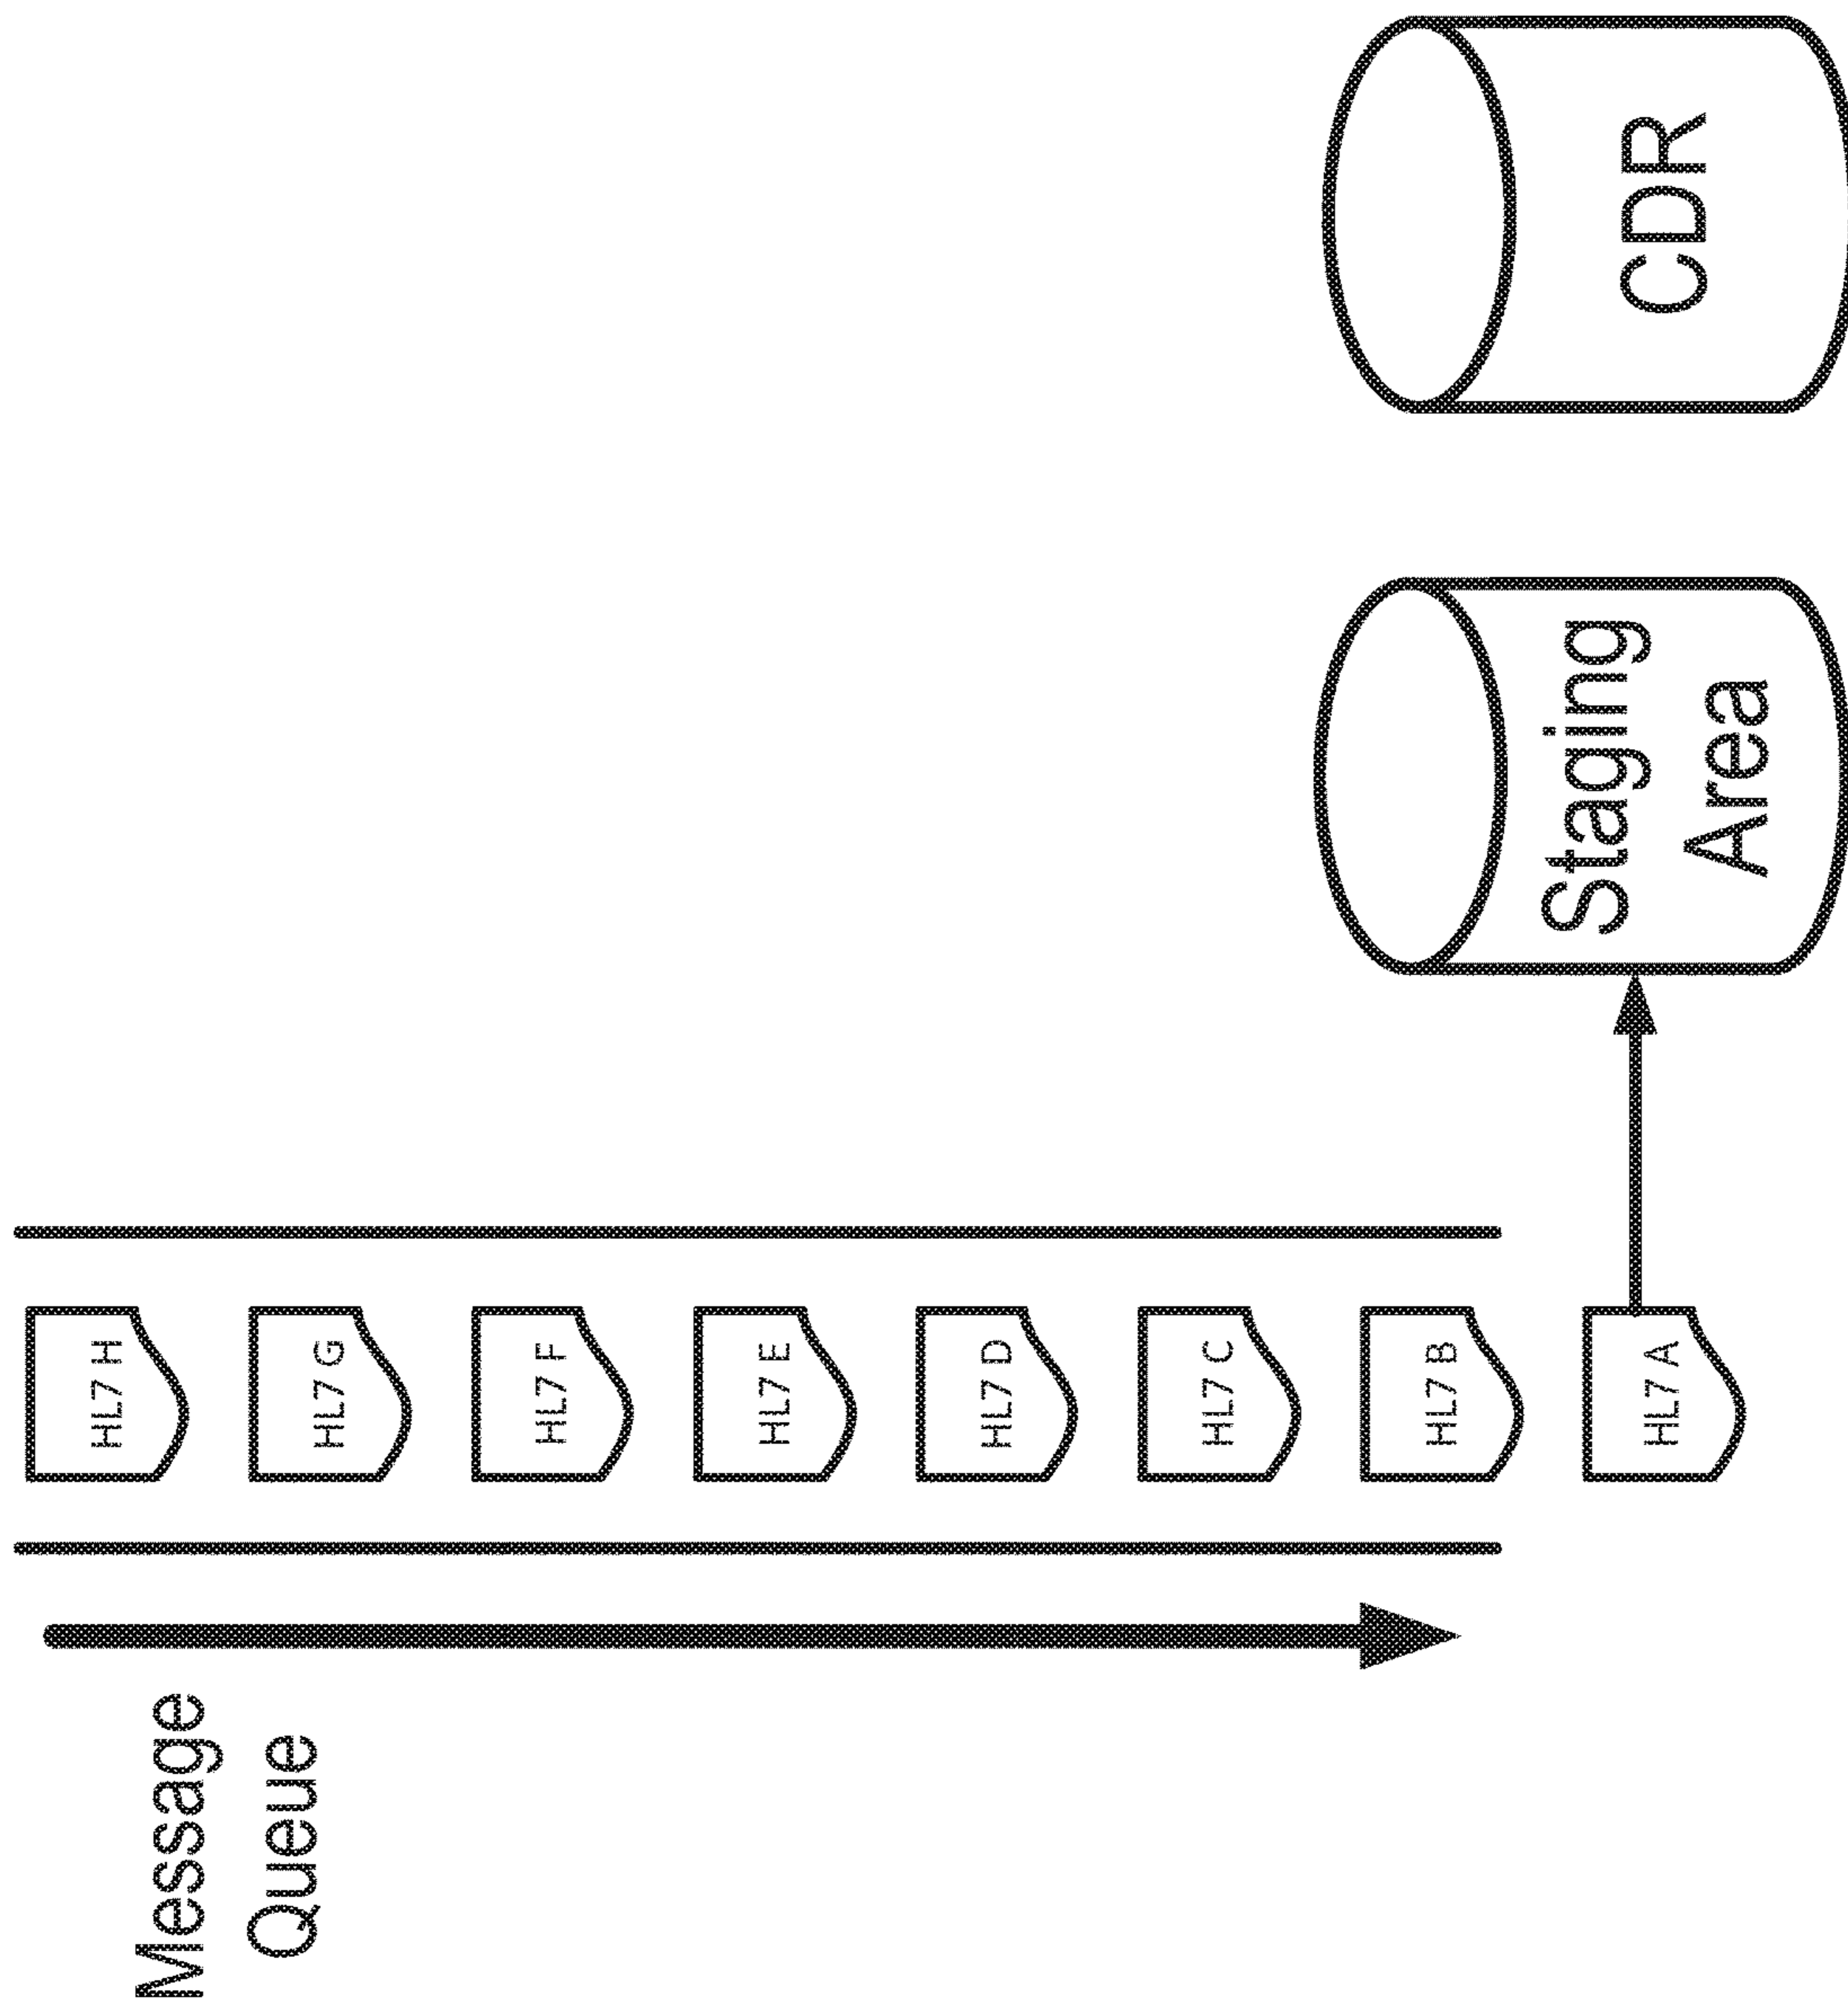 Message
Queue
HL7 H
HL7 G
HL7 F
HL7 E
HL7 D
HL7 C
HL7 B
HL7 A
Staging
Area
CDR